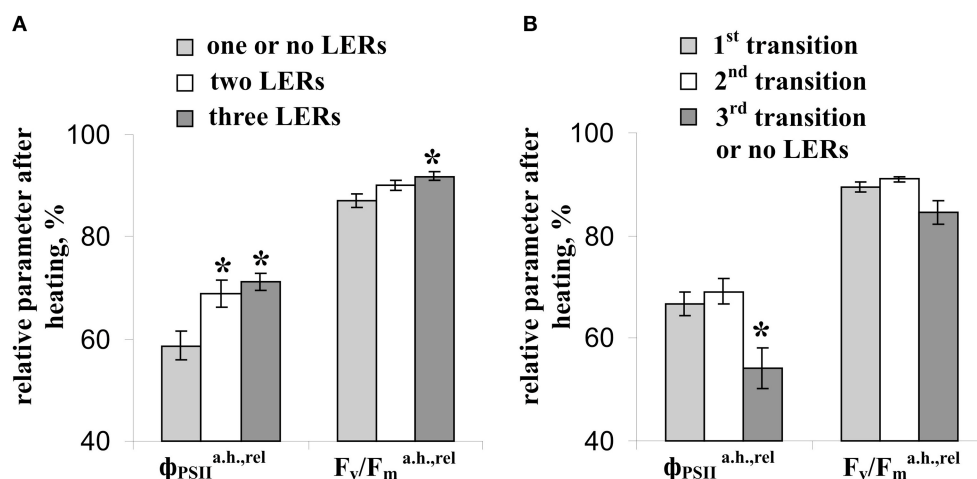 A
one or no LERs
two LERs
three LERs
relative parameter after
heating, %
100
80
60
40
*
*
*
ϕPSII a.h.,rel
Fv/Fm a.h.,rel
B
1st transition
2nd transition
3rd transition
or no LERs
relative parameter after
heating, %
100
80
60
40
*
ϕPSII a.h.,rel
Fv/Fm a.h.,rel